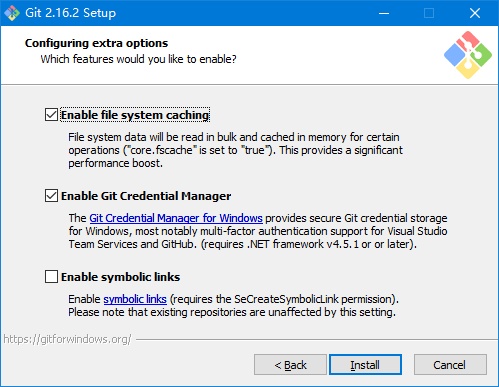 Git 2.16.2 Setup
Configuring extra options
Which features would you like to enable?
Enable file system caching
File system data will be read in bulk and cached in memory for certain
operations ("core.fscache" is set to "true"). This provides a significant
performance boost.
Enable Git Credential Manager
The Git Credential Manager for Windows provides secure Git credential storage
for Windows, most notably multi-factor authentication support for Visual Studio
Team Services and GitHub. (requires .NET framework v4.5.1 or or later).
Enable symbolic links
Enable symbolic links (requires the SeCreateSymbolicLink permission).
Please note that existing repositories are unaffected by this setting.
https://gitforwindows.org/
< Back
Install
Cancel